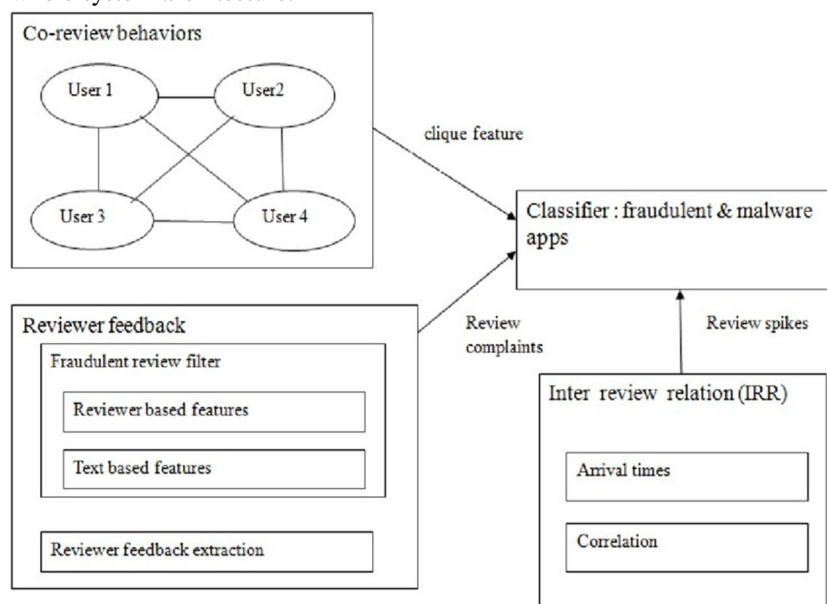 Co-review behaviors
User 1
User2
User 3
User 4
clique feature
Classifier : fraudulent & malware
apps
Reviewer feedback
Fraudulent review filter
Reviewer based features
Text based features
Reviewer feedback extraction
Review
complaints
Review spikes
Inter review relation (IRR)
Arrival times
Correlation